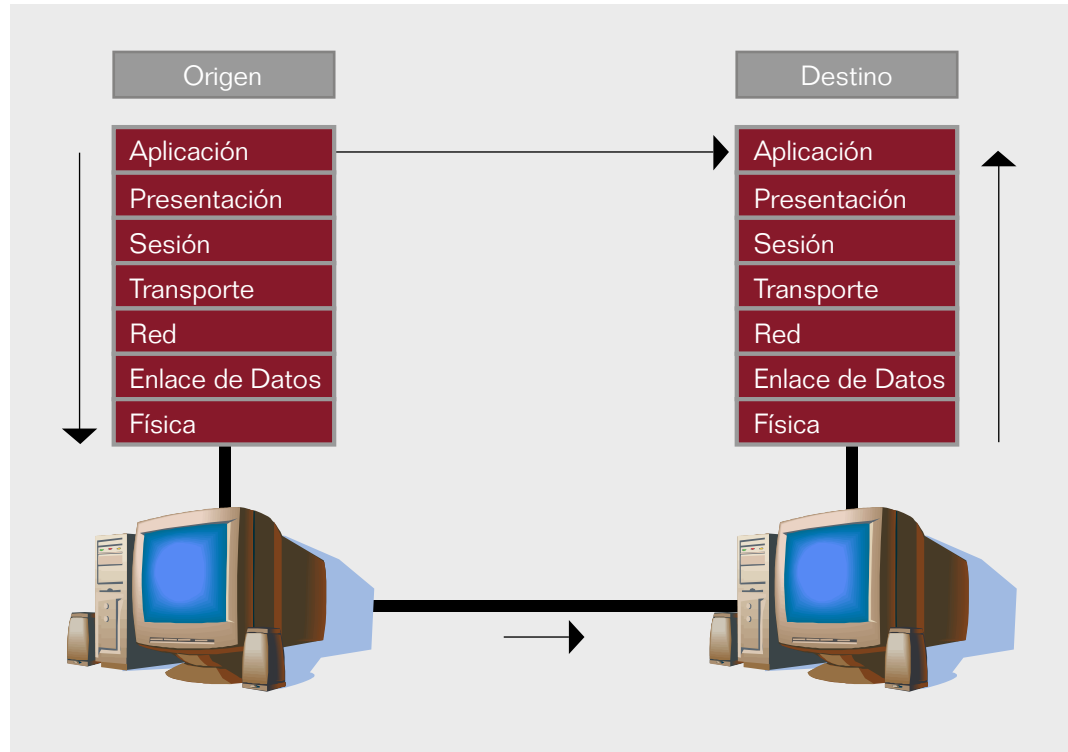 Origen
Aplicación
Presentación
Sesión
Transporte
Red
Enlace de Datos
Física
Destino
Aplicación
Presentación
Sesión
Transporte
Red
Enlace de Datos
Física